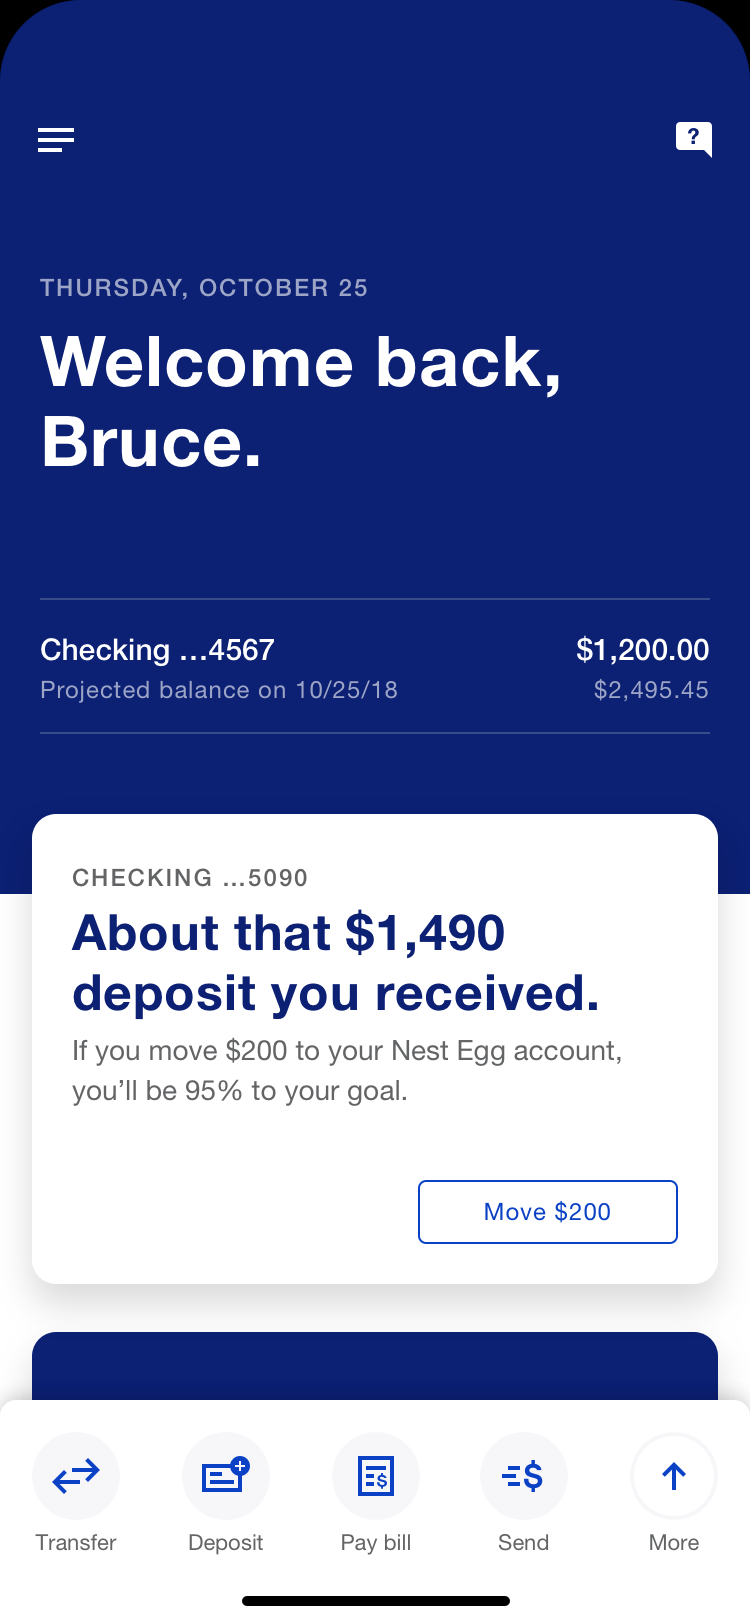 ?
THURSDAY, OCTOBER 25
Welcome back,
Bruce.
Checking ...4567 $1,200.00
Projected balance on 10/25/18 $2,495.45
CHECKING ...5090
About that $1,490
deposit you received.
If you move $200 to your Nest Egg account,
you’ll be 95% to your goal.
Move $200
$ $
Transfer Deposit Pay bill Send More